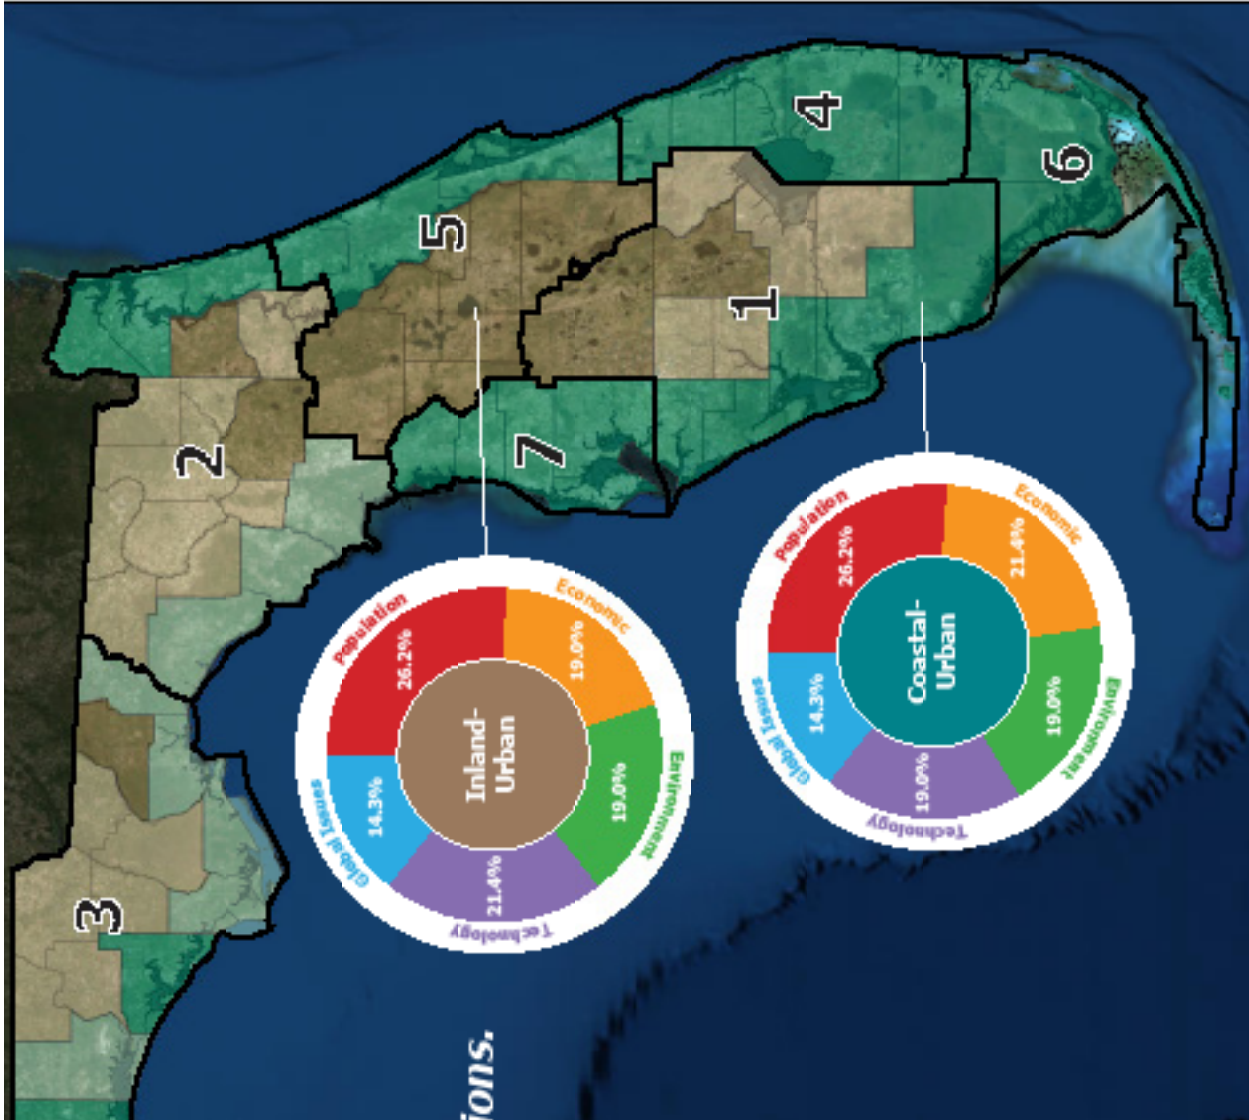 3
2
5
4
7
1
6
Population
26.2%
Economic
19.0%
Environment
19.0%
Technology
21.4%
Global Issues
14.3%
Inland-
Urban
Population
26.2%
Economic
21.4%
Environment
19.0%
Technology
19.0%
Global Issues
14.3%
Coastal-
Urban
ions.